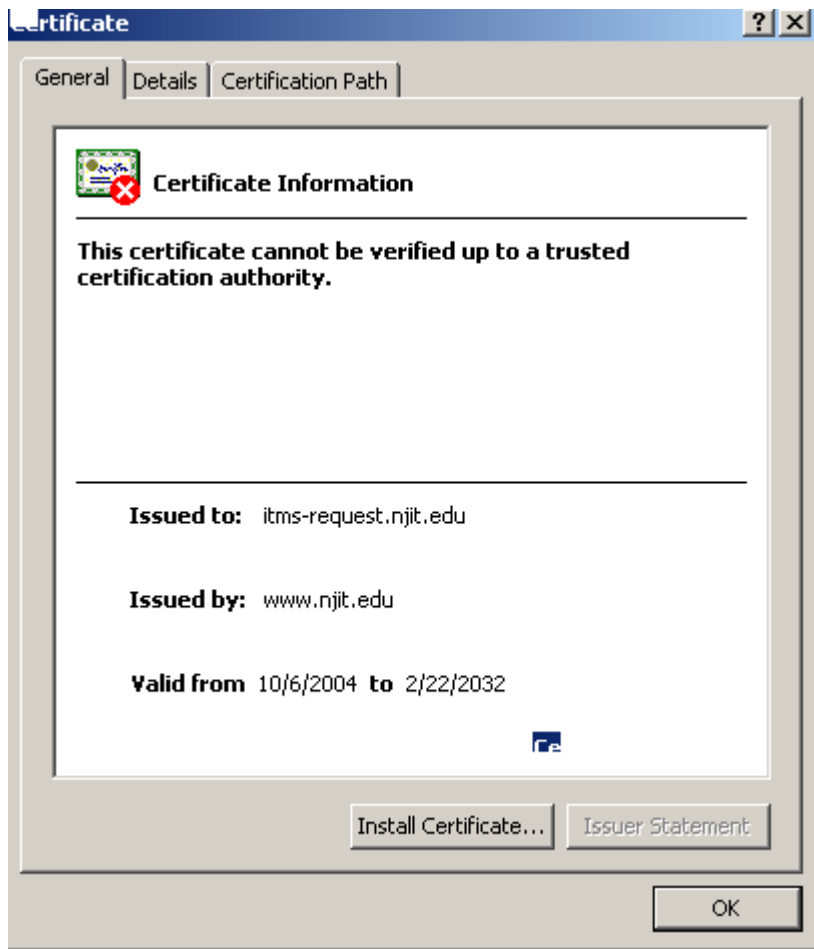 Certificate
General Details Certification Path
Certificate Information
This certificate cannot be verified up to a trusted
certification authority.
Issued to: itms-request.njit.edu
Issued by: www.njit.edu
Valid from 10/6/2004 to 2/22/2032
Ce
Install Certificate... Issuer Statement
OK